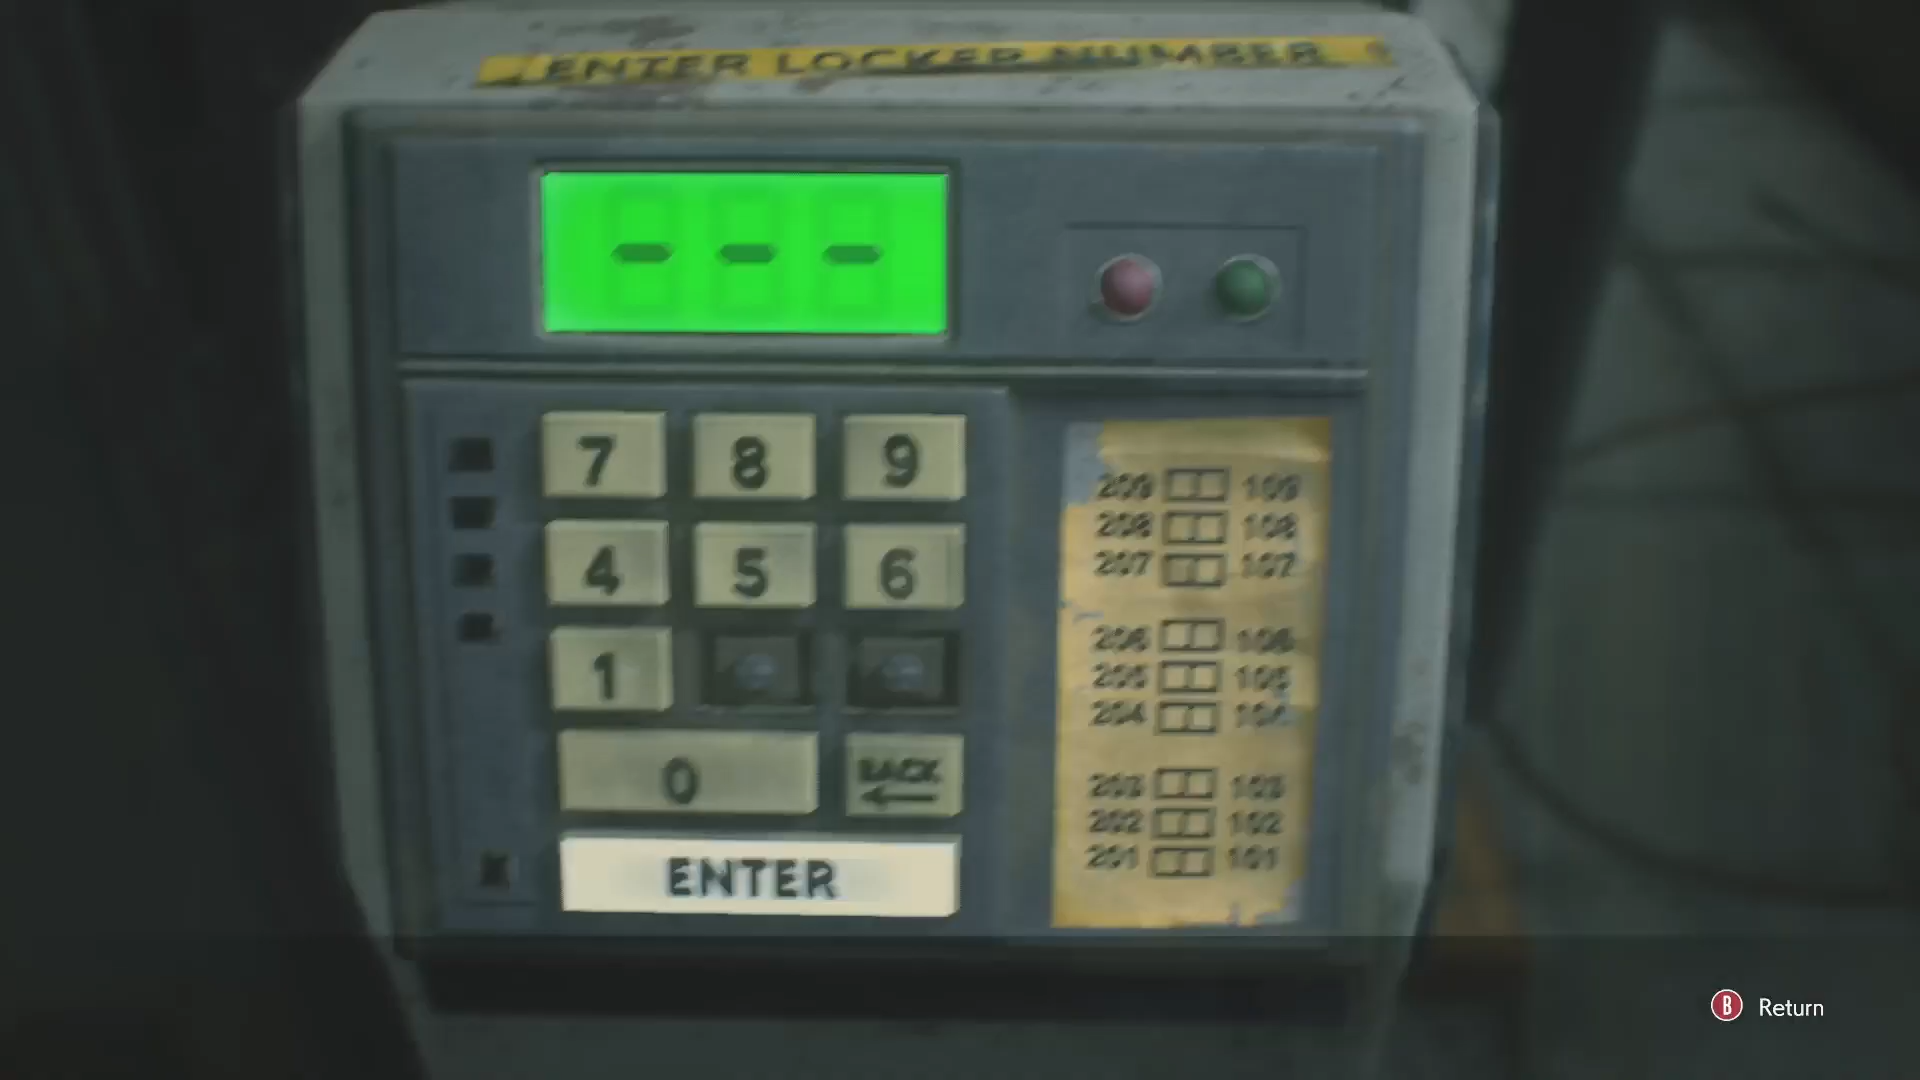 ENTER LOCKER NUMBER
- - -
7 8 9
4 5 6
1
0 BACK
ENTER
209 109
208 108
207 107
206 106
205 105
204 104
203 103
202 102
201 101
B Return